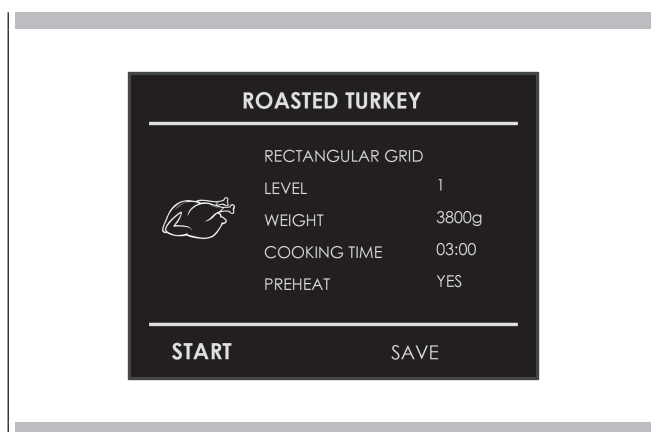 ROASTED TURKEY
RECTANGULAR GRID
LEVEL 1
WEIGHT 3800g
COOKING TIME 03:00
PREHEAT YES
START SAVE